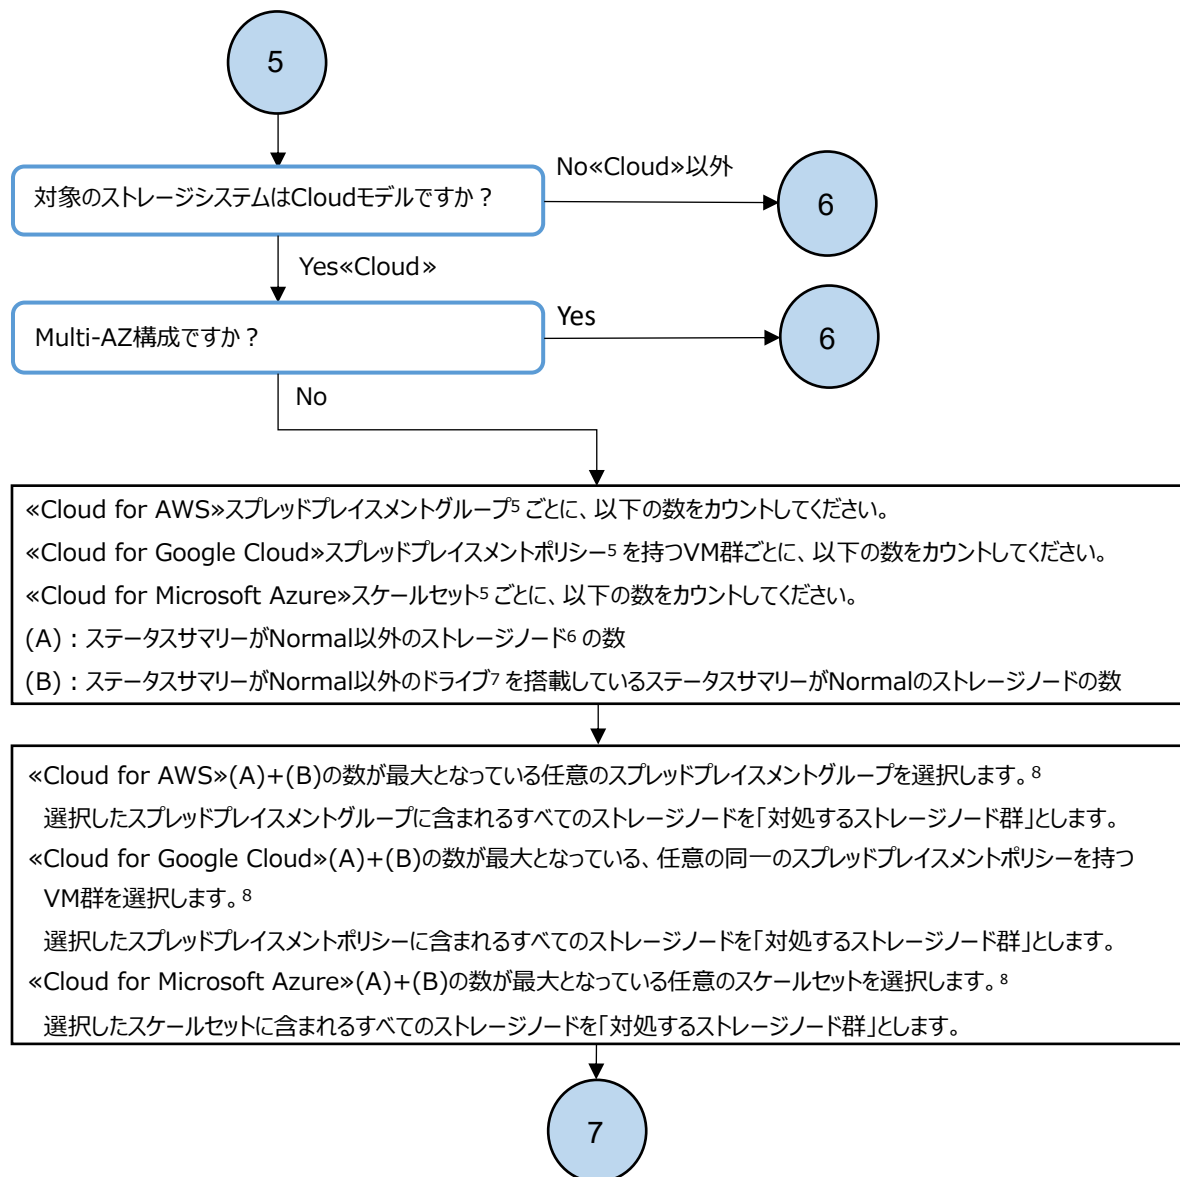 5
対象のストレージシステムはCloudモデルですか？
No«Cloud»以外
6
Yes«Cloud»
Multi-AZ構成ですか？
Yes
6
No
«Cloud for AWS»スプレッドプレイスメントグループ5 ごとに、以下の数をカウントしてください。
«Cloud for Google Cloud»スプレッドプレイスメントポリシー5 を持つVM群ごとに、以下の数をカウントしてください。
«Cloud for Microsoft Azure»スケールセット5 ごとに、以下の数をカウントしてください。
(A)：ステータスサマリーがNormal以外のストレージノード6 の数
(B)：ステータスサマリーがNormal以外のドライブ7 を搭載しているステータスサマリーがNormalのストレージノードの数
«Cloud for AWS»(A)+(B)の数が最大となっている任意のスプレッドプレイスメントグループを選択します。8
選択したスプレッドプレイスメントグループに含まれるすべてのストレージノードを「対処するストレージノード群」とします。
«Cloud for Google Cloud»(A)+(B)の数が最大となっている、任意の同一のスプレッドプレイスメントポリシーを持つ
VM群を選択します。8
選択したスプレッドプレイスメントポリシーに含まれるすべてのストレージノードを「対処するストレージノード群」とします。
«Cloud for Microsoft Azure»(A)+(B)の数が最大となっている任意のスケールセットを選択します。8
選択したスケールセットに含まれるすべてのストレージノードを「対処するストレージノード群」とします。
7